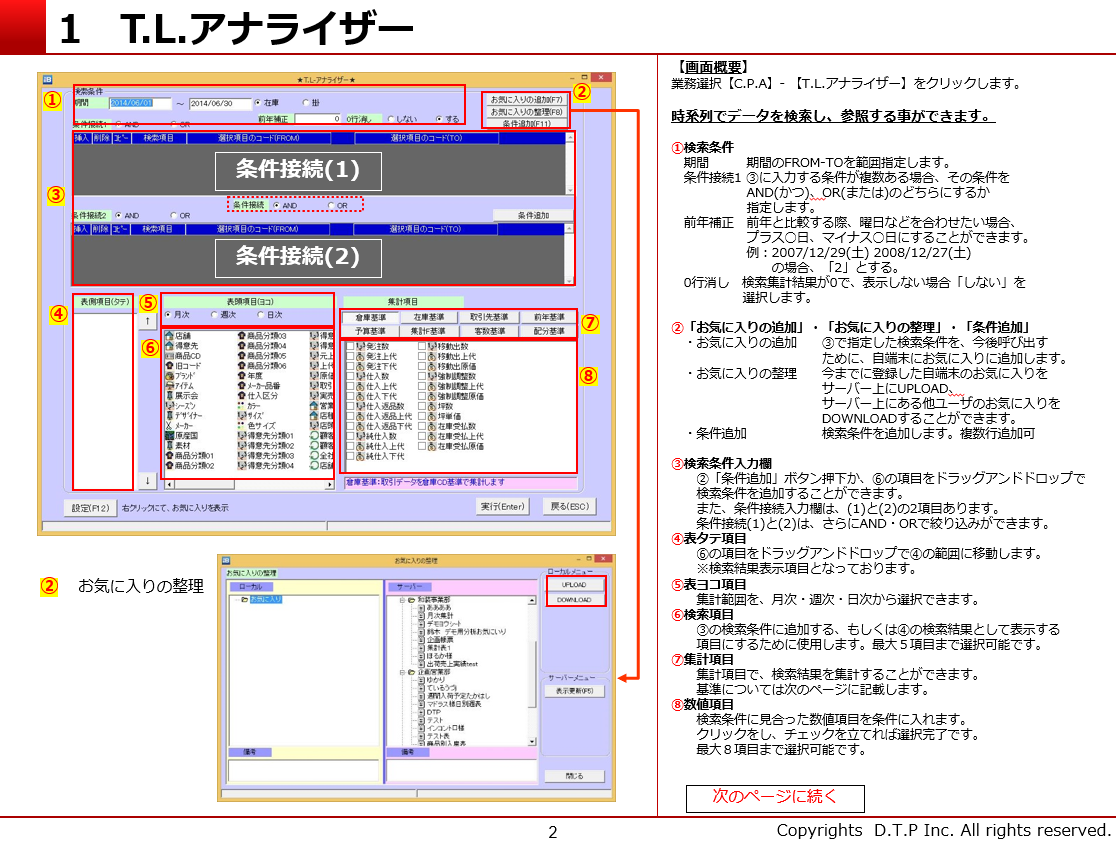 1 T.L.アナライザー
★T.L-アナライザー★
検索条件
①
期間 2014/06/01 ～ 2014/06/30 在庫 掛
前年補正 0 0行消し しない する
条件接続1 AND OR
②
お気に入りの追加(F7)
お気に入りの整理(F8)
条件追加(F11)
挿入 削除 ｺﾋﾟｰ 検索項目 選択項目のコード(FROM) 選択項目のコード(TO)
条件接続(1)
③
条件接続 AND OR
条件接続2 AND OR
条件追加
挿入 削除 ｺﾋﾟｰ 検索項目 選択項目のコード(FROM) 選択項目のコード(TO)
条件接続(2)
④
表側項目(タテ)
↑
↓
⑤
表頭項目(ヨコ)
月次 週次 日次
⑥
店舗 商品分類03 得意
得意先 商品分類04 得意
商品CD 商品分類05 元上
旧コード 商品分類06 上代
ﾌﾞﾗﾝﾄﾞ 年度 原価
ｱｲﾃﾑ ﾒｰｶｰ品番 取引
展示会 仕入区分 実売
ｼｰｽﾞﾝ ｶﾗｰ 営業
ﾃﾞｻﾞｲﾅｰ ｻｲｽﾞ 店種
ﾒｰｶｰ 色サイズ 店頭
原産国 得意先分類01 顧客
素材 得意先分類02 顧客
商品分類01 得意先分類03 全社
商品分類02 得意先分類04 店舗
集計項目
⑦
倉庫基準 在庫基準 取引先基準 前年基準
予算基準 集計F基準 客数基準 配分基準
⑧
発注数 移動出数
発注上代 移動出上代
発注下代 移動出原価
仕入数 強制調整数
仕入上代 強制調整上代
仕入下代 強制調整原価
仕入返品数 坪数
仕入返品上代 坪単価
仕入返品下代 在庫受払数
純仕入数 在庫受払上代
純仕入上代 在庫受払原価
純仕入下代
倉庫基準:取引データを倉庫CD基準で集計します
設定(F12) 右クリックにて、お気に入りを表示 実行(Enter) 戻る(ESC)
② お気に入りの整理
お気に入りの整理
お気に入りの整理
ローカル
お気に入り
備考
サーバー
和装事業部
ああああ
月次集計
デモヨウシート
鈴木 デモ用分析お気にいり
企画帳票
集計表1
はるか様
出荷売上実績test
企画営業部
ゆかり
ているうづ
週間入荷予定たかはし
マドラス様日別週表
DTP
テスト
インコントロ様
テスト表
商品別入庫表
備考
ローカルメニュー
UPLOAD
DOWNLOAD
サーバーメニュー
表示更新(F5)
閉じる
【画面概要】
業務選択【C.P.A】-【T.L.アナライザー】をクリックします。
時系列でデータを検索し、参照する事ができます。
①検索条件
期間 期間のFROM-TOを範囲指定します。
条件接続1 ③に入力する条件が複数ある場合、その条件を
AND(かつ)、OR(または)のどちらにするか
指定します。
前年補正 前年と比較する際、曜日などを合わせたい場合、
プラス〇日、マイナス〇日にすることができます。
例：2007/12/29(土) 2008/12/27(土)
の場合、「2」とする。
0行消し 検索集計結果が0で、表示しない場合「しない」を
選択します。
②「お気に入りの追加」・「お気に入りの整理」・「条件追加」
・お気に入りの追加 ③で指定した検索条件を、今後呼び出す
ために、自端末にお気に入りに追加します。
・お気に入りの整理 今までに登録した自端末のお気に入りを
サーバー上にUPLOAD、
サーバー上にある他ユーザのお気に入りを
DOWNLOADすることができます。
・条件追加 検索条件を追加します。複数行追加可
③検索条件入力欄
②「条件追加」ボタン押下か、⑥の項目をドラッグアンドドロップで
検索条件を追加することができます。
また、条件接続入力欄は、(1)と(2)の2項目あります。
条件接続(1)と(2)は、さらにAND・ORで絞り込みができます。
④表タテ項目
⑥の項目をドラッグアンドドロップで④の範囲に移動します。
※検索結果表示項目となっております。
⑤表ヨコ項目
集計範囲を、月次・週次・日次から選択できます。
⑥検索項目
③の検索条件に追加する、もしくは④の検索結果として表示する
項目にするために使用します。最大５項目まで選択可能です。
⑦集計項目
集計項目で、検索結果を集計することができます。
基準については次のページに記載します。
⑧数値項目
検索条件に見合った数値項目を条件に入れます。
クリックをし、チェックを立てれば選択完了です。
最大８項目まで選択可能です。
次のページに続く
2
Copyrights D.T.P Inc. All rights reserved.